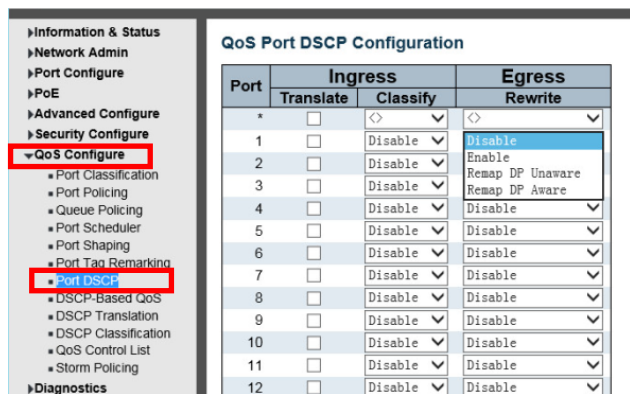 ▶Information & Status
▶Network Admin
▶Port Configure
▶PoE
▶Advanced Configure
▶Security Configure
▼QoS Configure
▪ Port Classification
▪ Port Policing
▪ Queue Policing
▪ Port Scheduler
▪ Port Shaping
▪ Port Tag Remarking
▪ Port DSCP
▪ DSCP-Based QoS
▪ DSCP Translation
▪ DSCP Classification
▪ QoS Control List
▪ Storm Policing
▶Diagnostics
QoS Port DSCP Configuration
Port Ingress Egress
Translate Classify Rewrite
* <> <>
1 Disable Disable
Enable
Remap DP Unaware
Remap DP Aware
2 Disable
3 Disable
4 Disable Disable
5 Disable Disable
6 Disable Disable
7 Disable Disable
8 Disable Disable
9 Disable Disable
10 Disable Disable
11 Disable Disable
12 Disable Disable